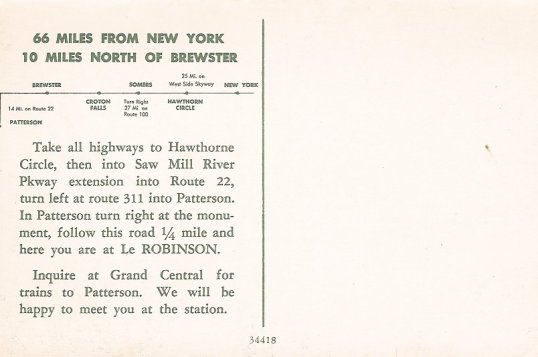 66 MILES FROM NEW YORK
10 MILES NORTH OF BREWSTER
25 Mi. on
West Side Skyway
BREWSTER
SOMERS
NEW YORK
14 Mi. on Route 22
CROTON
FALLS
Turn Right
27 Mi. on
Route 100
HAWTHORN
CIRCLE
PATTERSON
Take all highways to Hawthorne
Circle, then into Saw Mill River
Pkway extension into Route 22,
turn left at route 311 into Patterson.
In Patterson turn right at the monu-
ment, follow this road ¼ mile and
here you are at Le ROBINSON.
Inquire at Grand Central for
trains to Patterson. We will be
happy to meet you at the station.
34418